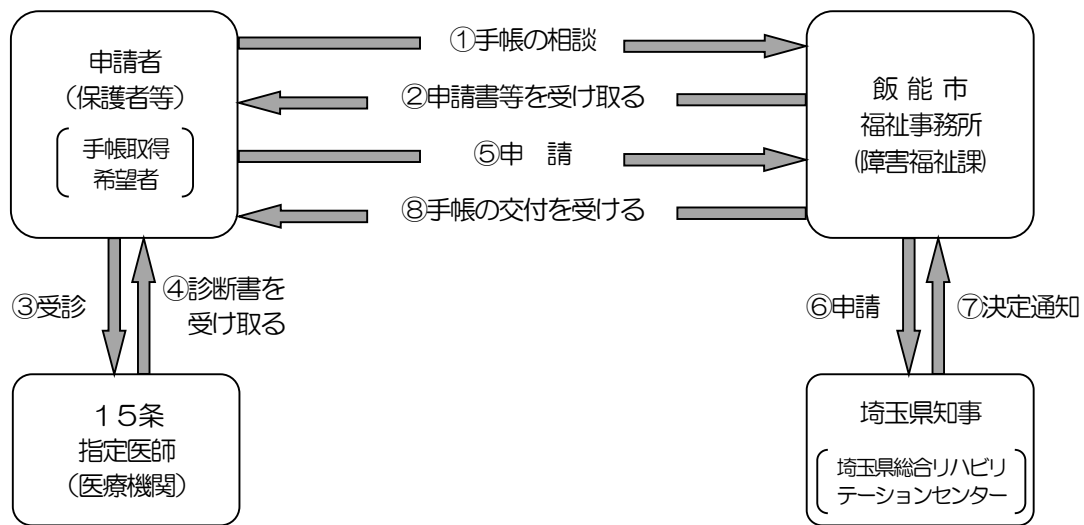 申請者
（保護者等）
手帳取得
希望者
①手帳の相談
②申請書等を受け取る
⑤申　請
⑧手帳の交付を受ける
飯 能 市
福祉事務所
(障害福祉課)
③受診
④診断書を
受け取る
⑥申請
⑦決定通知
１５条
指定医師
（医療機関）
埼玉県知事
埼玉県総合リハビリ
テーションセンター